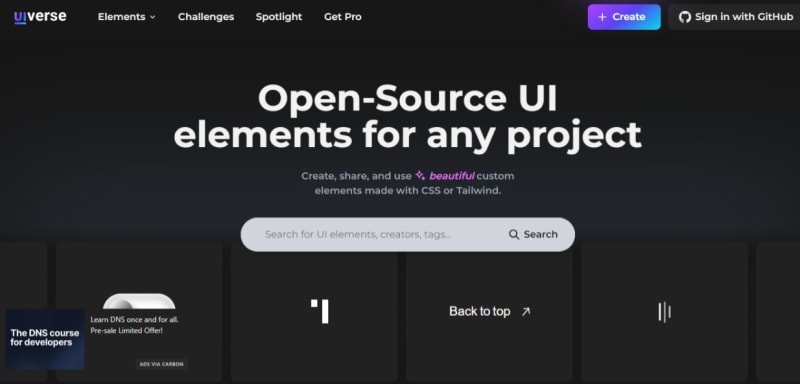 uiverse
Elements
Challenges
Spotlight
Get Pro
+ Create
Sign in with GitHub
Open-Source UI
elements for any project
Create, share, and use beautiful custom
elements made with CSS or Tailwind.
Search for UI elements, creators, tags...
Search
The DNS course
for developers
Learn DNS once and for all.
Pre-sale Limited Offer!
ADS VIA CARBON
Back to top